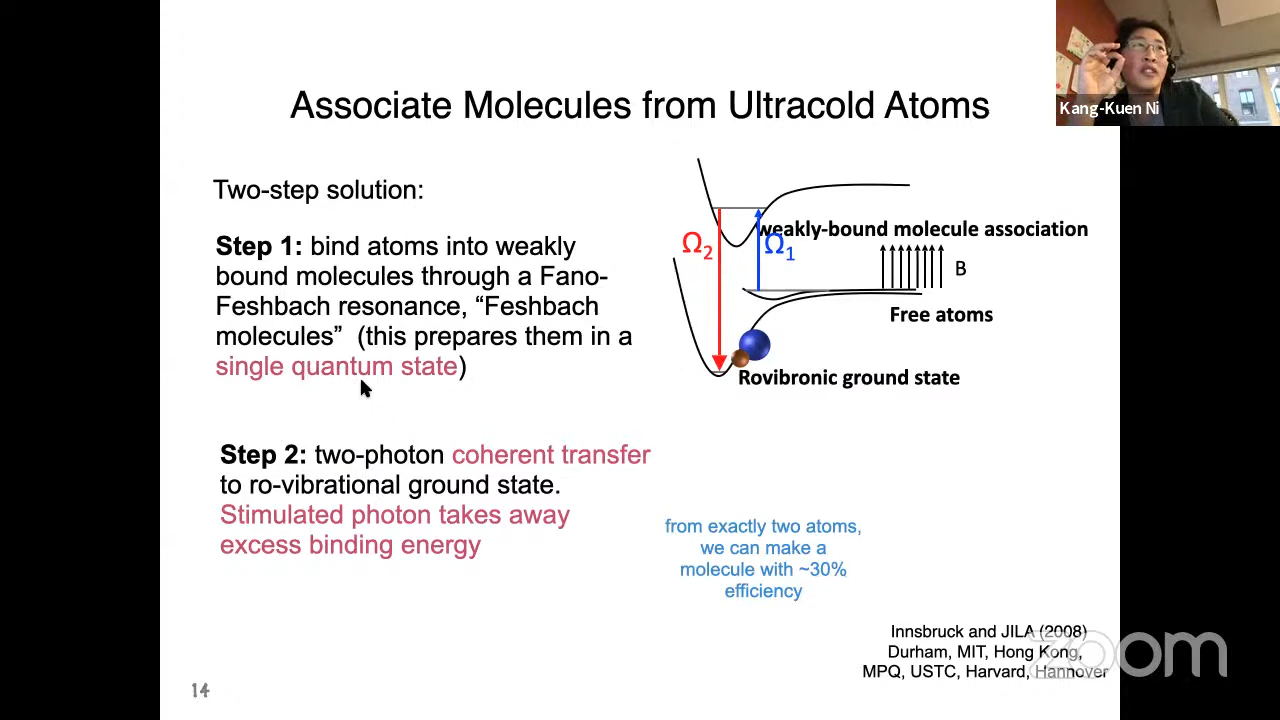 Associate Molecules from Ultracold Atoms
Kang-Kuen Ni
Two-step solution:
Step 1: bind atoms into weakly
bound molecules through a Fano-
Feshbach resonance, “Feshbach
molecules”  (this prepares them in a
single quantum state)
Step 2: two-photon coherent transfer
to ro-vibrational ground state.
Stimulated photon takes away
excess binding energy
weakly-bound molecule association
Ω2
Ω1
B
Free atoms
Rovibronic ground state
from exactly two atoms,
we can make a
molecule with ~30%
efficiency
Innsbruck and JILA (2008)
Durham, MIT, Hong Kong,
MPQ, USTC, Harvard, Hannover
zoom
14